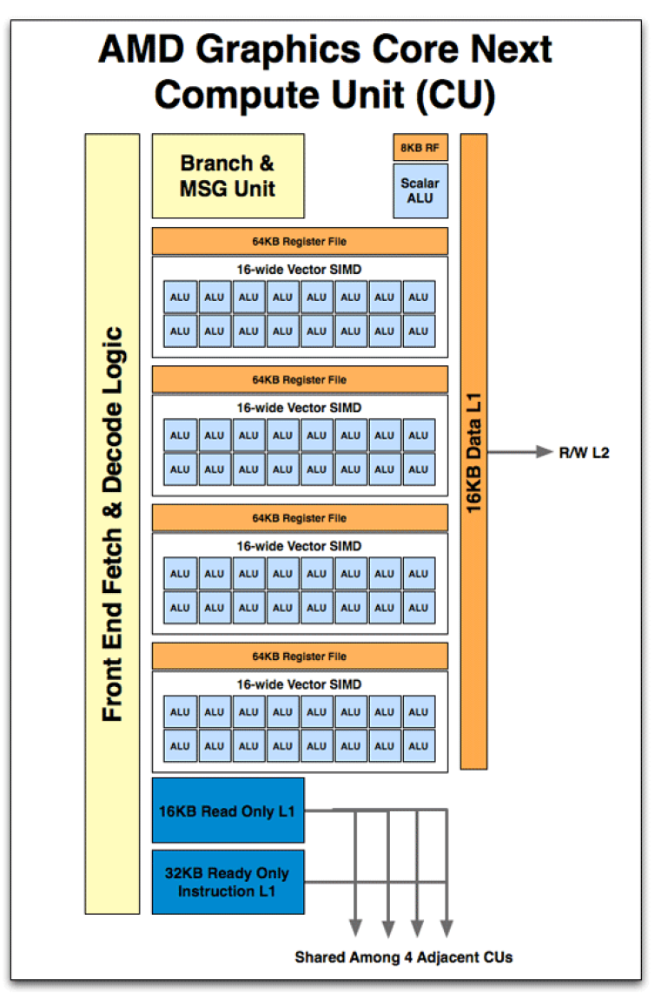 AMD Graphics Core Next
Compute Unit (CU)
Front End Fetch & Decode Logic
Branch &
MSG Unit
8KB RF
Scalar
ALU
64KB Register File
16-wide Vector SIMD
ALU ALU ALU ALU ALU ALU ALU ALU
ALU ALU ALU ALU ALU ALU ALU ALU
64KB Register File
16-wide Vector SIMD
ALU ALU ALU ALU ALU ALU ALU ALU
ALU ALU ALU ALU ALU ALU ALU ALU
64KB Register File
16-wide Vector SIMD
ALU ALU ALU ALU ALU ALU ALU ALU
ALU ALU ALU ALU ALU ALU ALU ALU
64KB Register File
16-wide Vector SIMD
ALU ALU ALU ALU ALU ALU ALU ALU
ALU ALU ALU ALU ALU ALU ALU ALU
16KB Data L1
R/W L2
16KB Read Only L1
32KB Ready Only
Instruction L1
Shared Among 4 Adjacent CUs